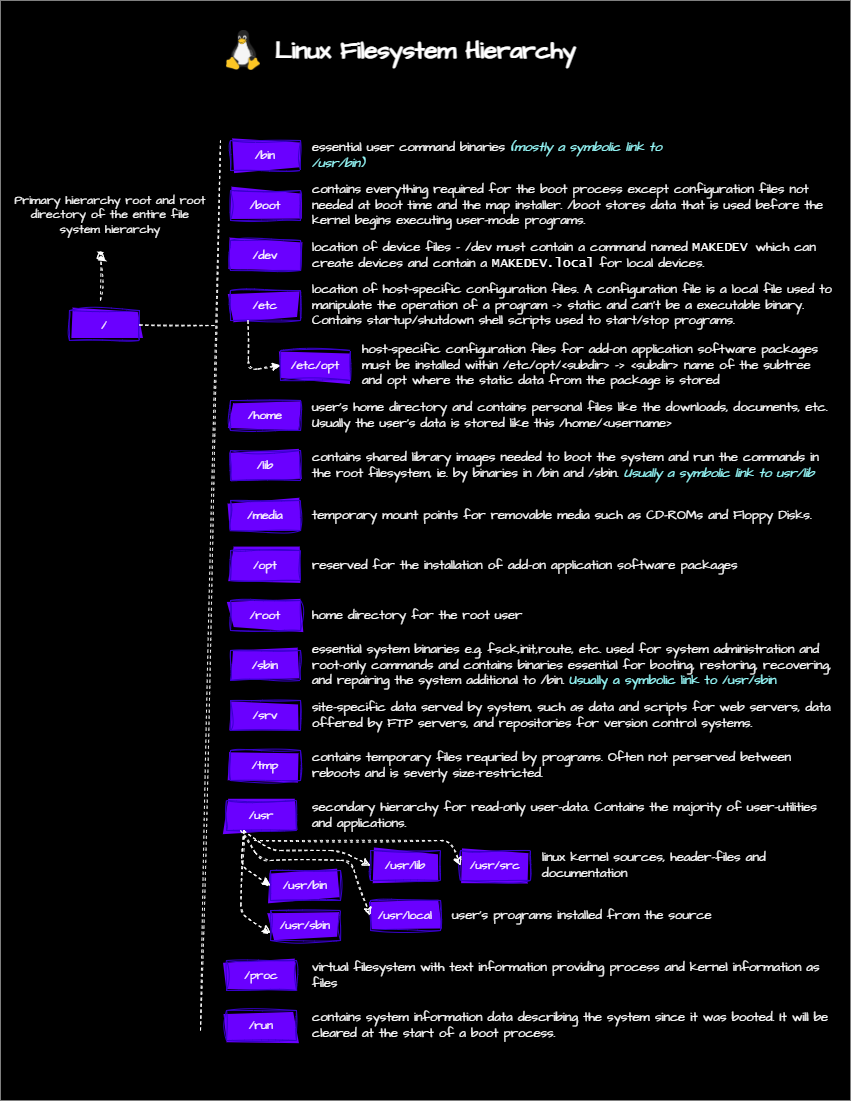 Linux Filesystem Hierarchy
/bin
essential user command binaries (mostly a symbolic link to
/usr/bin)
Primary hierarchy root and root
directory of the entire file
system hierarchy
/
/boot
contains everything required for the boot process except configuration files not
needed at boot time and the map installer. /boot stores data that is used before the
kernel begins executing user-mode programs.
/dev
location of device files - /dev must contain a command named MAKEDEV which can
create devices and contain a MAKEDEV.local for local devices.
/etc
location of host-specific configuration files. A configuration file is a local file used to
manipulate the operation of a program -> static and can't be a executable binary.
Contains startup/shutdown shell scripts used to start/stop programs.
/etc/opt
host-specific configuration files for add-on application software packages
must be installed within /etc/opt/<subdir> -> <subdir> name of the subtree
and opt where the static data from the package is stored
/home
user's home directory and contains personal files like the downloads, documents, etc.
Usually the user's data is stored like this /home/<username>
/lib
contains shared library images needed to boot the system and run the commands in
the root filesystem, ie. by binaries in /bin and /sbin. Usually a symbolic link to usr/lib
/media
temporary mount points for removable media such as CD-ROMs and Floppy Disks.
/opt
reserved for the installation of add-on application software packages
/root
home directory for the root user
/sbin
essential system binaries e.g. fsck,init,route, etc. used for system administration and
root-only commands and contains binaries essential for booting, restoring, recovering,
and repairing the system additional to /bin. Usually a symbolic link to /usr/sbin
/srv
site-specific data served by system, such as data and scripts for web servers, data
offered by FTP servers, and repositories for version control systems.
/tmp
contains temporary files requried by programs. Often not perserved between
reboots and is severly size-restricted.
/usr
secondary hierarchy for read-only user-data. Contains the majority of user-utilities
and applications.
/usr/lib
/usr/src
linux kernel sources, header-files and
documentation
/usr/bin
/usr/local
user's programs installed from the source
/usr/sbin
/proc
virtual filesystem with text information providing process and kernel information as
files
/run
contains system information data describing the system since it was booted. It will be
cleared at the start of a boot process.